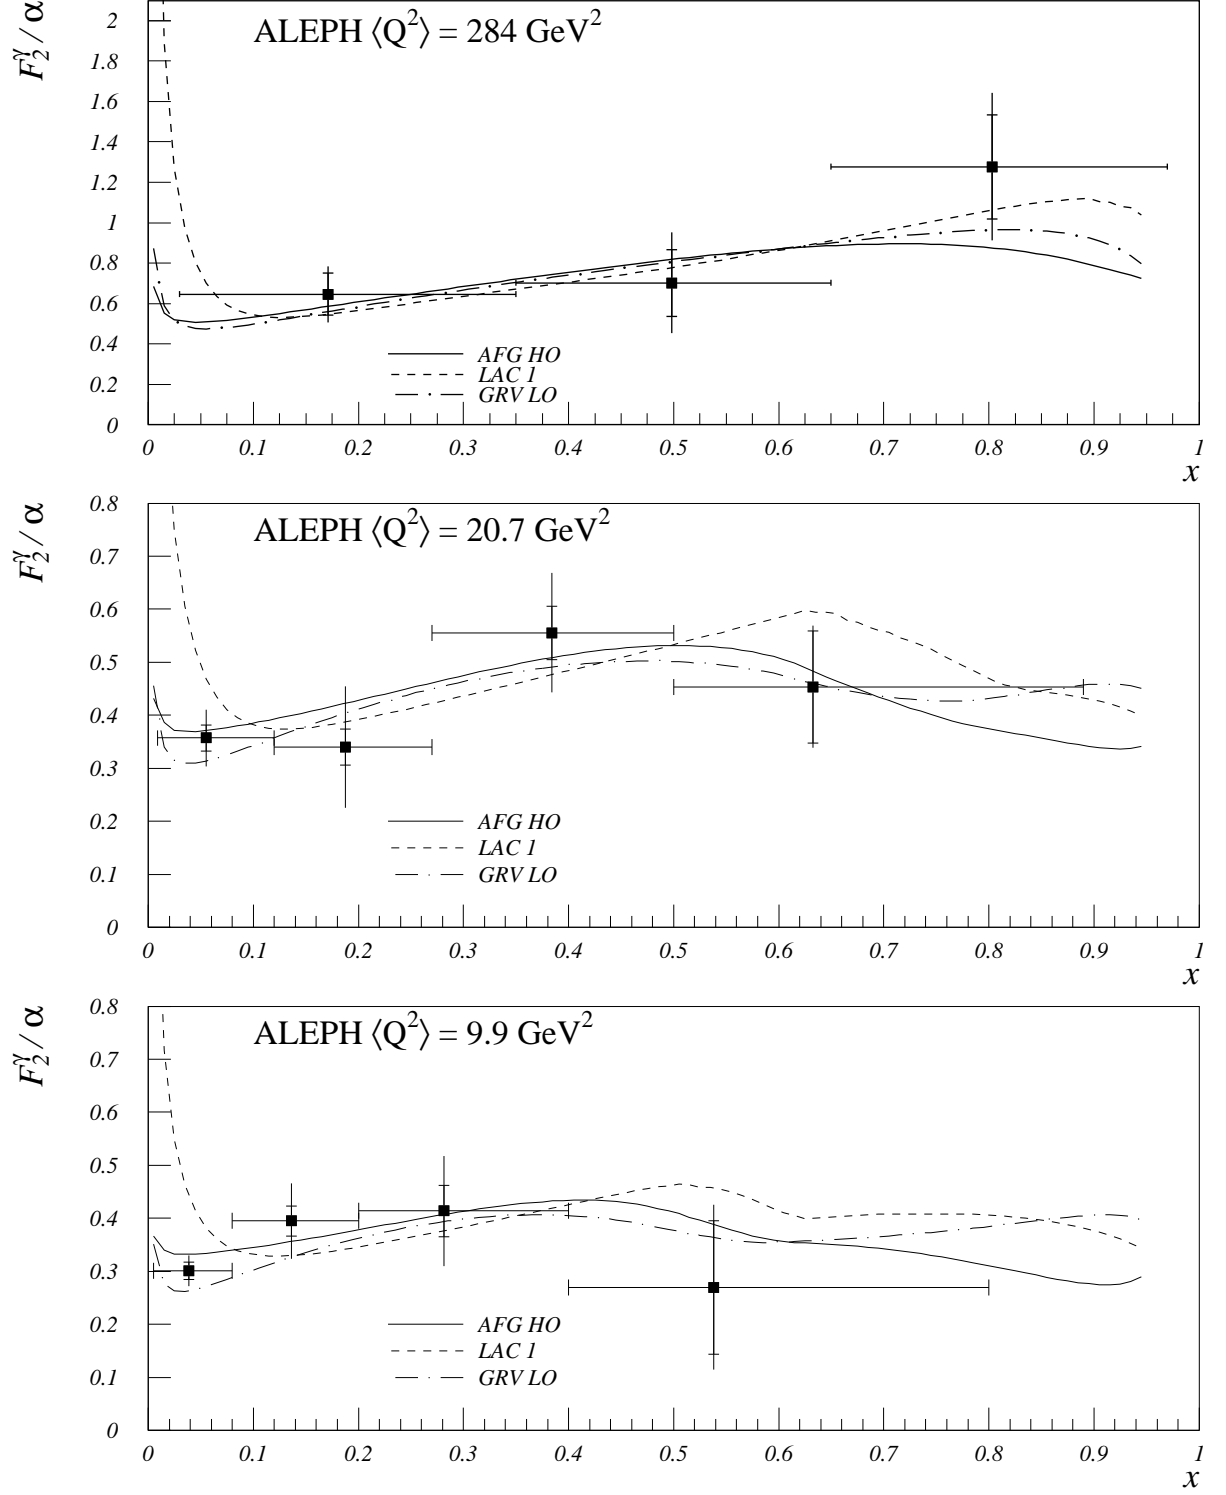 F₂^γ/α
ALEPH ⟨Q²⟩ = 284 GeV²
2
1.8
1.6
1.4
1.2
1
0.8
0.6
0.4
0.2
0
AFG HO
LAC 1
GRV LO
0 0.1 0.2 0.3 0.4 0.5 0.6 0.7 0.8 0.9 1
x
F₂^γ/α
ALEPH ⟨Q²⟩ = 20.7 GeV²
0.8
0.7
0.6
0.5
0.4
0.3
0.2
0.1
0
AFG HO
LAC 1
GRV LO
0 0.1 0.2 0.3 0.4 0.5 0.6 0.7 0.8 0.9 1
x
F₂^γ/α
ALEPH ⟨Q²⟩ = 9.9 GeV²
0.8
0.7
0.6
0.5
0.4
0.3
0.2
0.1
0
AFG HO
LAC 1
GRV LO
0 0.1 0.2 0.3 0.4 0.5 0.6 0.7 0.8 0.9 1
x